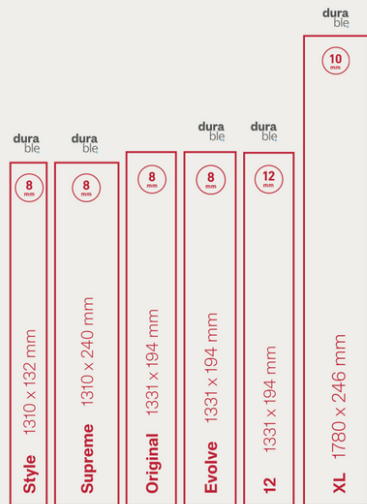 dura
ble
10
mm
XL 1780 x 246 mm
dura
ble
8
mm
Style 1310 x 132 mm
dura
ble
8
mm
Supreme 1310 x 240 mm
8
mm
Original 1331 x 194 mm
dura
ble
8
mm
Evolve 1331 x 194 mm
dura
ble
12
mm
12 1331 x 194 mm